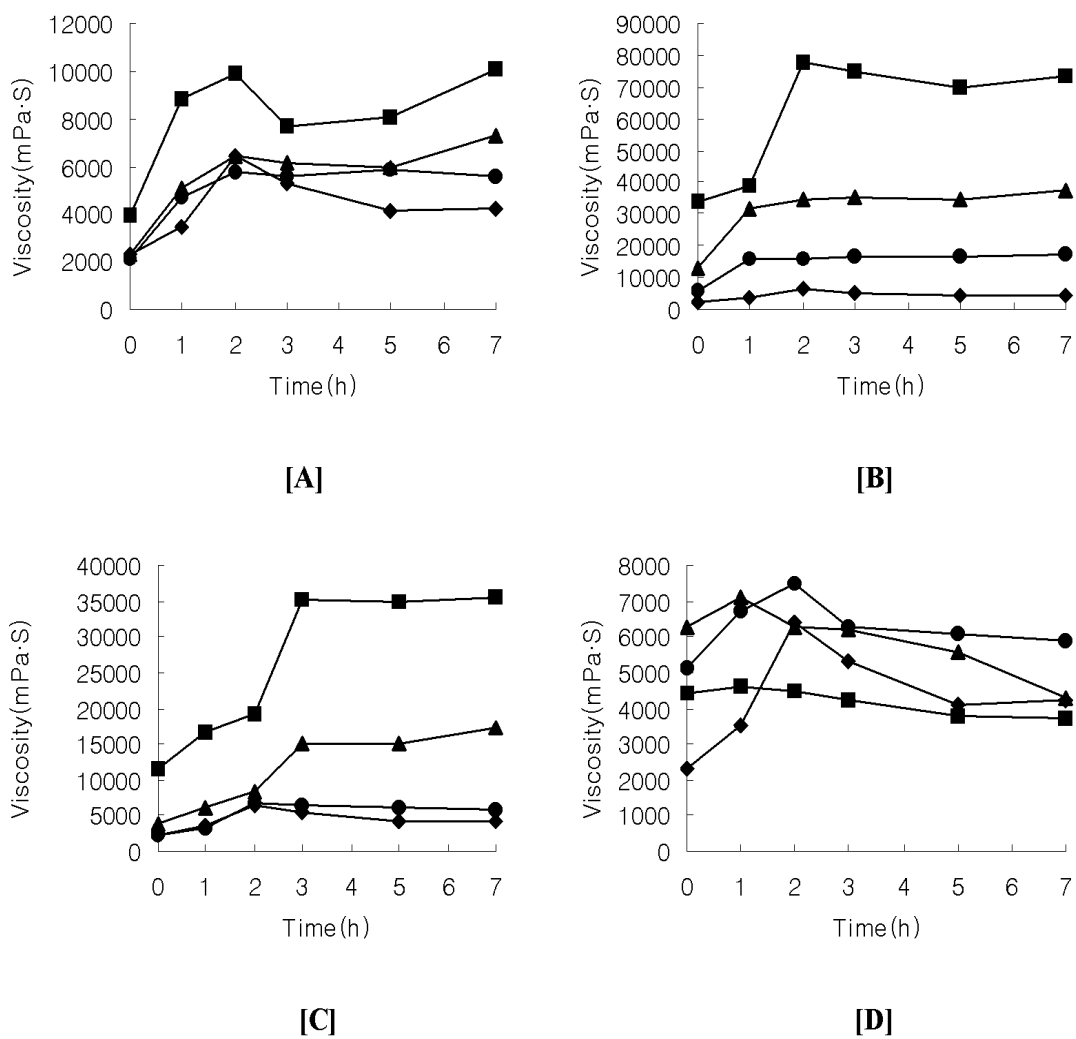 12000
10000
8000
6000
4000
2000
0
Viscosity(mPa·S)
0 1 2 3 4 5 6 7
Time(h)
[A]
90000
80000
70000
60000
50000
40000
30000
20000
10000
0
Viscosity(mPa·S)
0 1 2 3 4 5 6 7
Time(h)
[B]
40000
35000
30000
25000
20000
15000
10000
5000
0
Viscosity(mPa·S)
0 1 2 3 4 5 6 7
Time(h)
[C]
8000
7000
6000
5000
4000
3000
2000
1000
0
Viscosity(mPa·S)
0 1 2 3 4 5 6 7
Time(h)
[D]